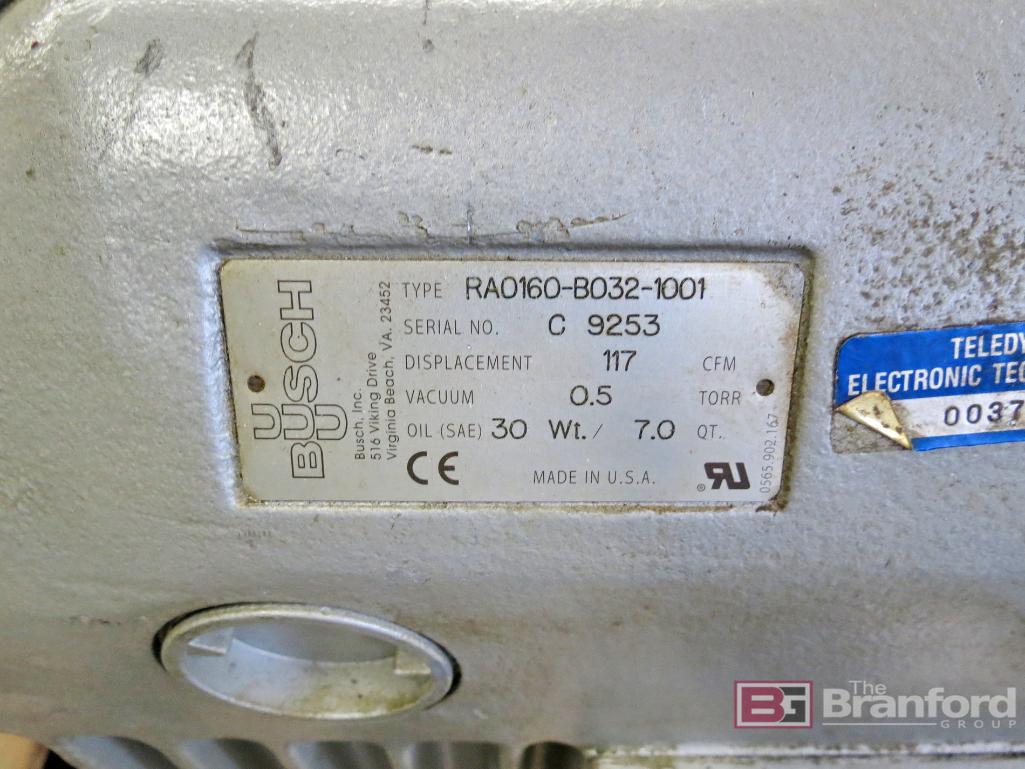 BUSCH
Busch, Inc.
516 Viking Drive
Virginia Beach, VA. 23452
TYPE RA0160-B032-1001
SERIAL NO. C 9253
DISPLACEMENT 117 CFM
VACUUM 0.5 TORR
OIL (SAE) 30 Wt. / 7.0 QT.
CE MADE IN U.S.A. ® RU
0565.902.167
TELEDY
ELECTRONIC TEC
0037
BG The Branford
GROUP